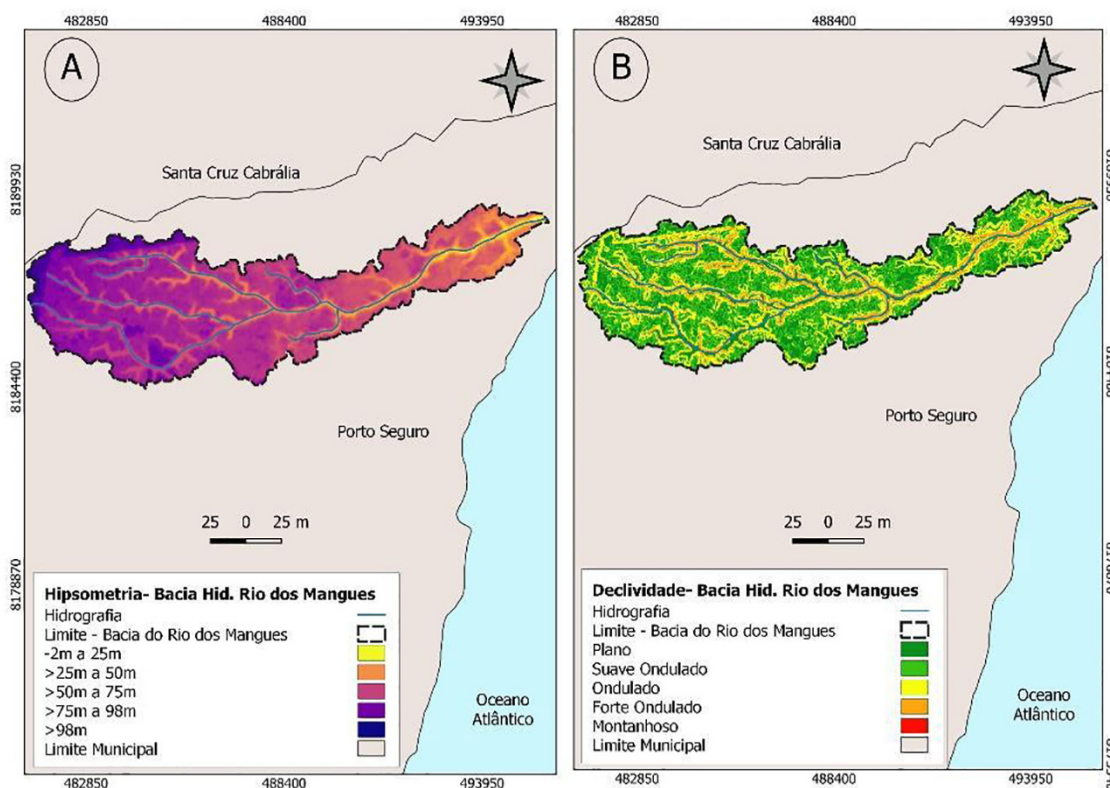 482850 488400 493950
482850 488400 493950
A
B
Santa Cruz Cabrália
Santa Cruz Cabrália
8189930
8184400
8178870
Porto Seguro
Porto Seguro
25 0 25 m
25 0 25 m
Hipsometria- Bacia Hid. Rio dos Mangues
Hidrografia
Limite - Bacia do Rio dos Mangues
-2m a 25m
>25m a 50m
>50m a 75m
>75m a 98m
>98m
Limite Municipal
Oceano
Atlântico
Declividade- Bacia Hid. Rio dos Mangues
Hidrografia
Limite - Bacia do Rio dos Mangues
Plano
Suave Ondulado
Ondulado
Forte Ondulado
Montanhoso
Limite Municipal
Oceano
Atlântico
482850 488400 493950
482850 488400 493950